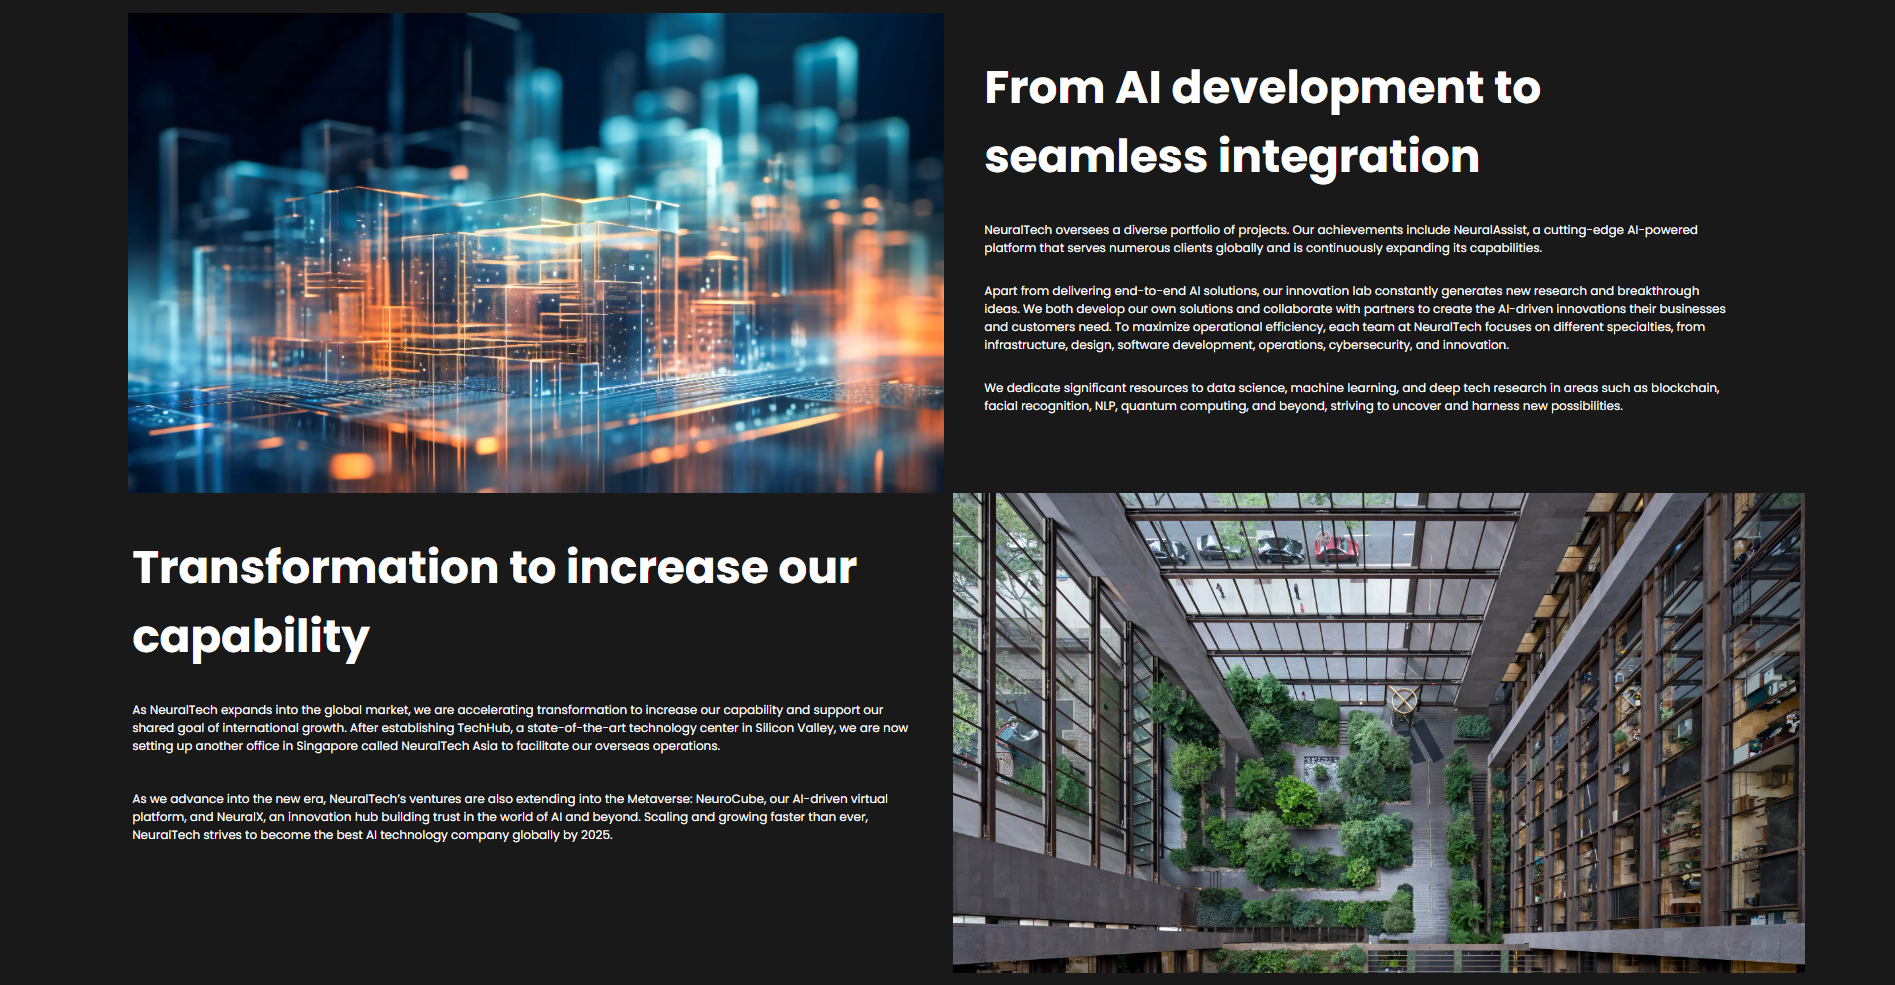 From AI development to
seamless integration
NeuralTech oversees a diverse portfolio of projects. Our achievements include NeuralAssist, a cutting-edge AI-powered
platform that serves numerous clients globally and is continuously expanding its capabilities.
Apart from delivering end-to-end AI solutions, our innovation lab constantly generates new research and breakthrough
ideas. We both develop our own solutions and collaborate with partners to create the AI-driven innovations their businesses
and customers need. To maximize operational efficiency, each team at NeuralTech focuses on different specialties, from
infrastructure, design, software development, operations, cybersecurity, and innovation.
We dedicate significant resources to data science, machine learning, and deep tech research in areas such as blockchain,
facial recognition, NLP, quantum computing, and beyond, striving to uncover and harness new possibilities.
Transformation to increase our
capability
As NeuralTech expands into the global market, we are accelerating transformation to increase our capability and support our
shared goal of international growth. After establishing TechHub, a state-of-the-art technology center in Silicon Valley, we are now
setting up another office in Singapore called NeuralTech Asia to facilitate our overseas operations.
As we advance into the new era, NeuralTech’s ventures are also extending into the Metaverse: NeuroCube, our AI-driven virtual
platform, and NeuralX, an innovation hub building trust in the world of AI and beyond. Scaling and growing faster than ever,
NeuralTech strives to become the best AI technology company globally by 2025.